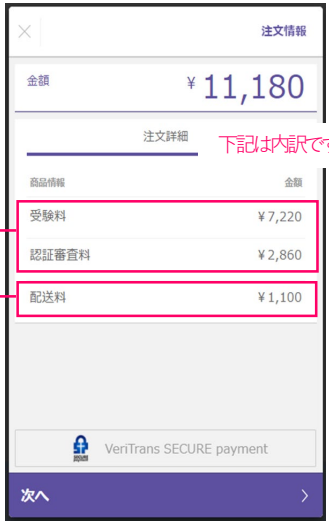 注文情報
金額 ¥ 11,180
注文詳細
下記は内訳です
商品情報 金額
受験料 ¥7,220
認証審査料 ¥2,860
配送料 ¥1,100
VeriTrans SECURE payment
次へ